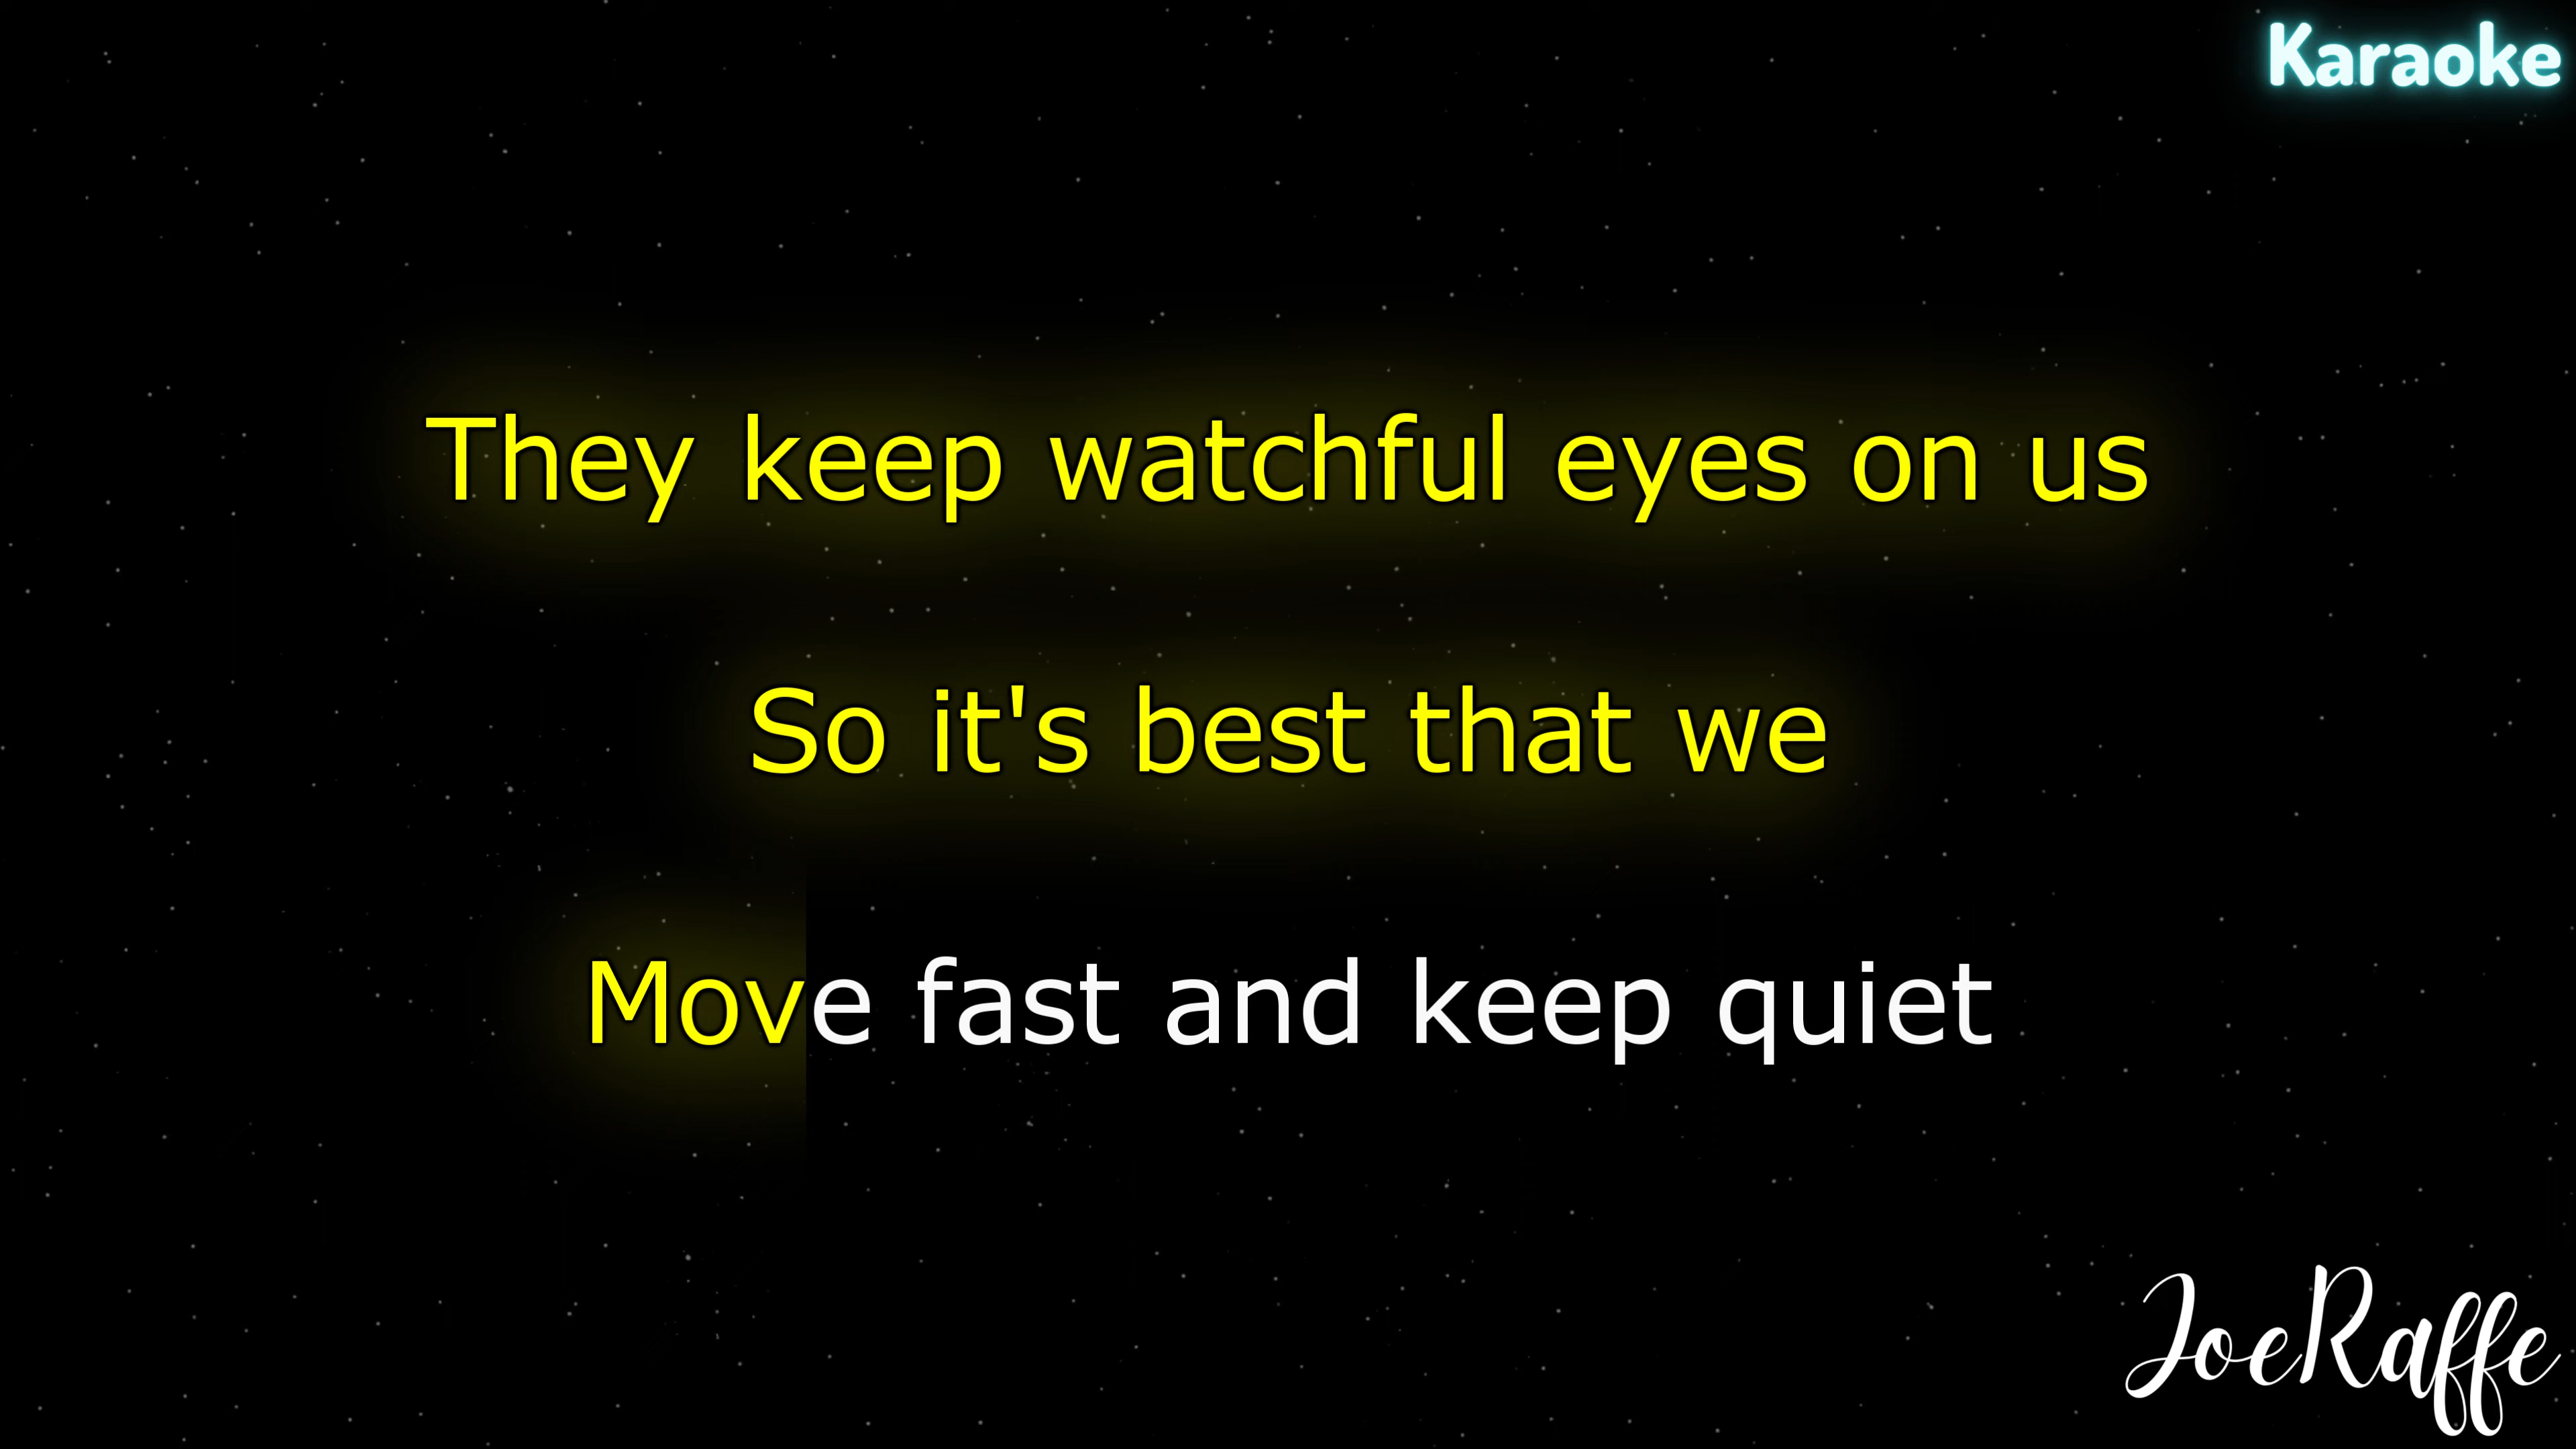 Karaoke
They keep watchful eyes on us
So it's best that we
Move fast and keep quiet
JoeRaffe